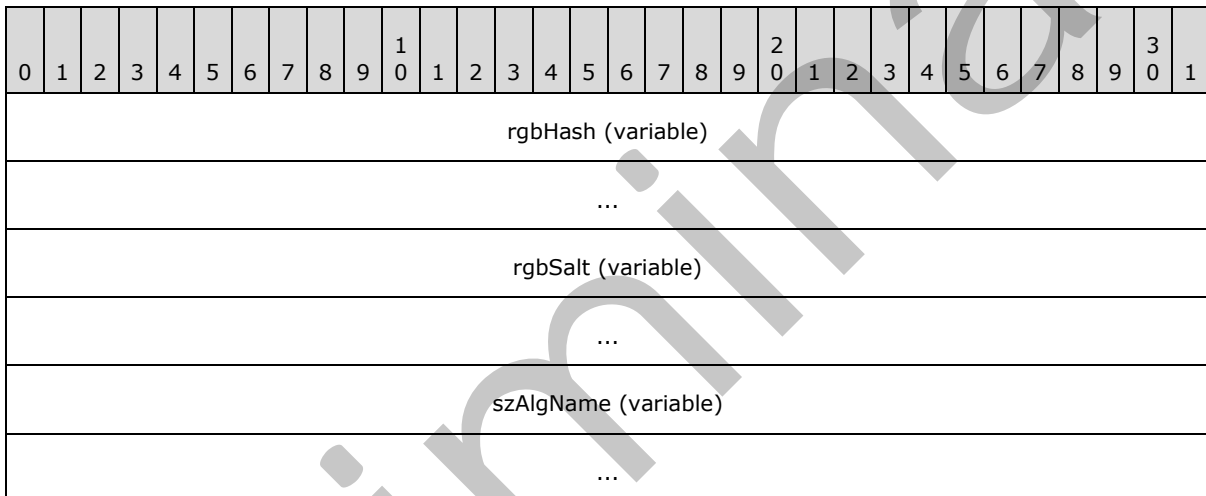 1 2 3
0 1 2 3 4 5 6 7 8 9 0 1 2 3 4 5 6 7 8 9 0 1 2 3 4 5 6 7 8 9 0 1
rgbHash (variable)
...
rgbSalt (variable)
...
szAlgName (variable)
...